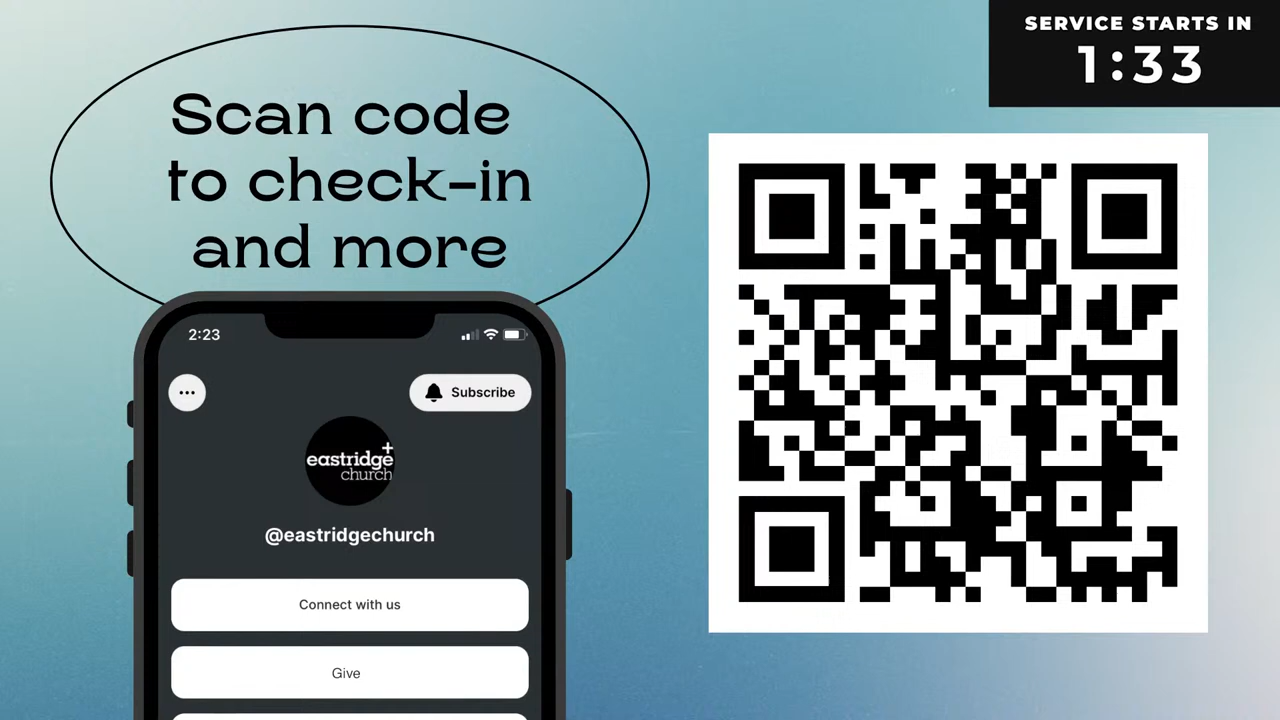 SERVICE STARTS IN
1:33
Scan code
to check-in
and more
2:23
Subscribe
eastridge
church
@eastridgechurch
Connect with us
Give